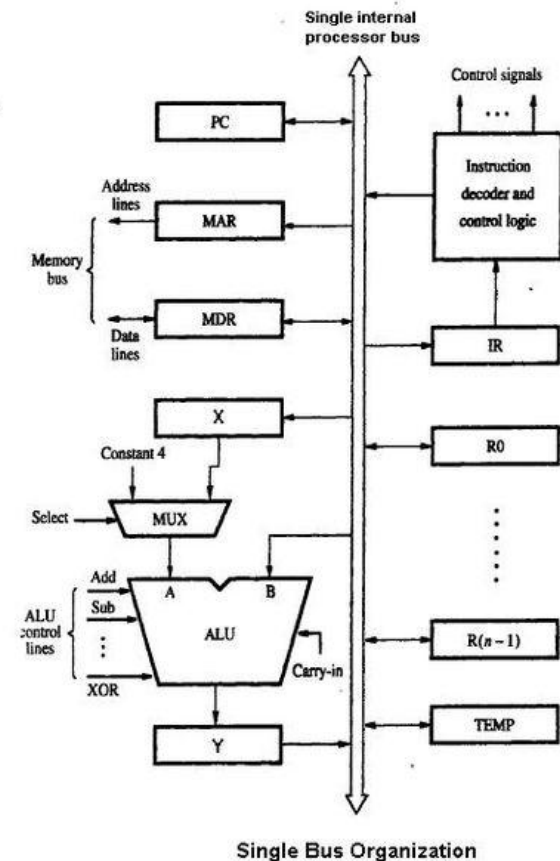 Single internal
processor bus
Control signals
...
PC
Instruction
decoder and
control logic
Address
lines
MAR
Memory
bus
MDR
Data
lines
IR
X
R0
Constant 4
Select
MUX
Add
A
B
Sub
ALU
control
lines
ALU
R(n - 1)
Carry-in
XOR
TEMP
Y
Single Bus Organization